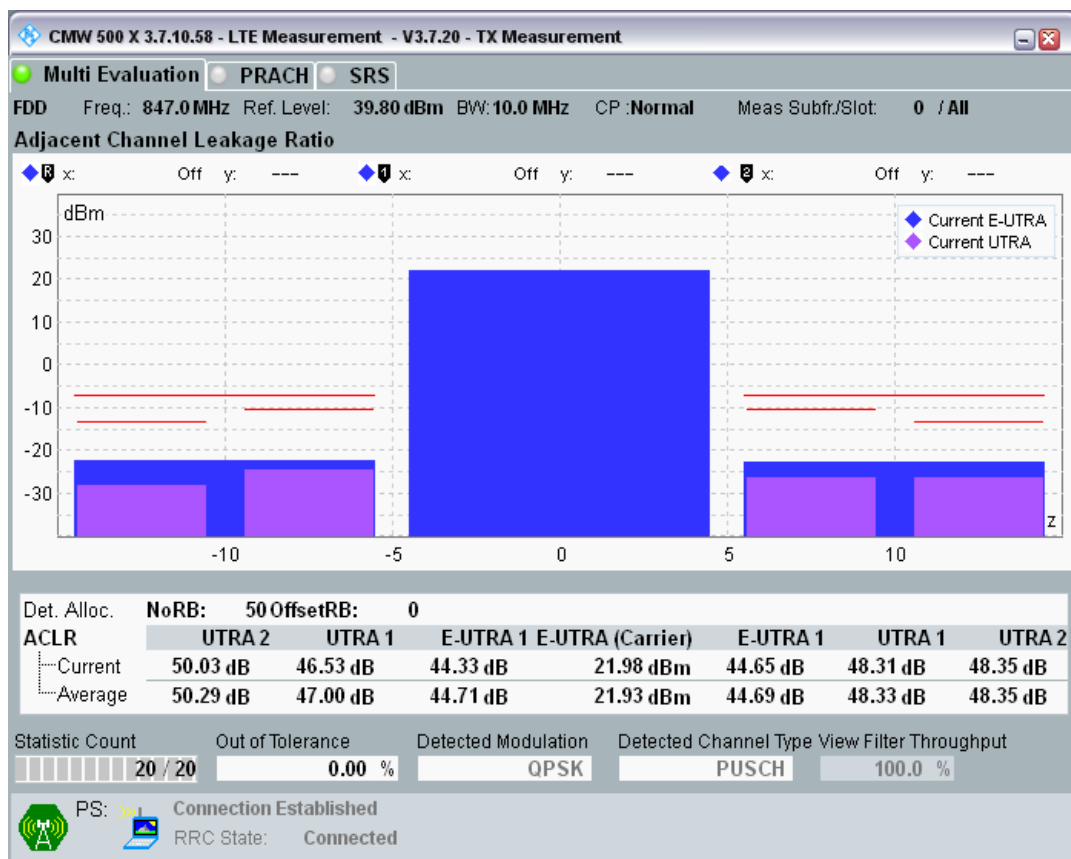 CMW 500 X 3.7.10.58 - LTE Measurement - V3.7.20 - TX Measurement
Multi Evaluation PRACH SRS
FDD Freq.: 847.0 MHz Ref. Level: 39.80 dBm BW: 10.0 MHz CP :Normal Meas Subfr./Slot: 0 / All
Adjacent Channel Leakage Ratio
R x: Off y: --- 1 x: Off y: --- 2 x: Off y: ---
dBm
Current E-UTRA
Current UTRA
30
20
10
0
-10
-20
-30
z
-10 -5 0 5 10
Det. Alloc. NoRB: 50 OffsetRB: 0
ACLR UTRA 2 UTRA 1 E-UTRA 1 E-UTRA (Carrier) E-UTRA 1 UTRA 1 UTRA 2
Current 50.03 dB 46.53 dB 44.33 dB 21.98 dBm 44.65 dB 48.31 dB 48.35 dB
Average 50.29 dB 47.00 dB 44.71 dB 21.93 dBm 44.69 dB 48.33 dB 48.35 dB
Statistic Count Out of Tolerance Detected Modulation Detected Channel Type View Filter Throughput
20 / 20 0.00 % QPSK PUSCH 100.0 %
PS: Connection Established
RRC State: Connected